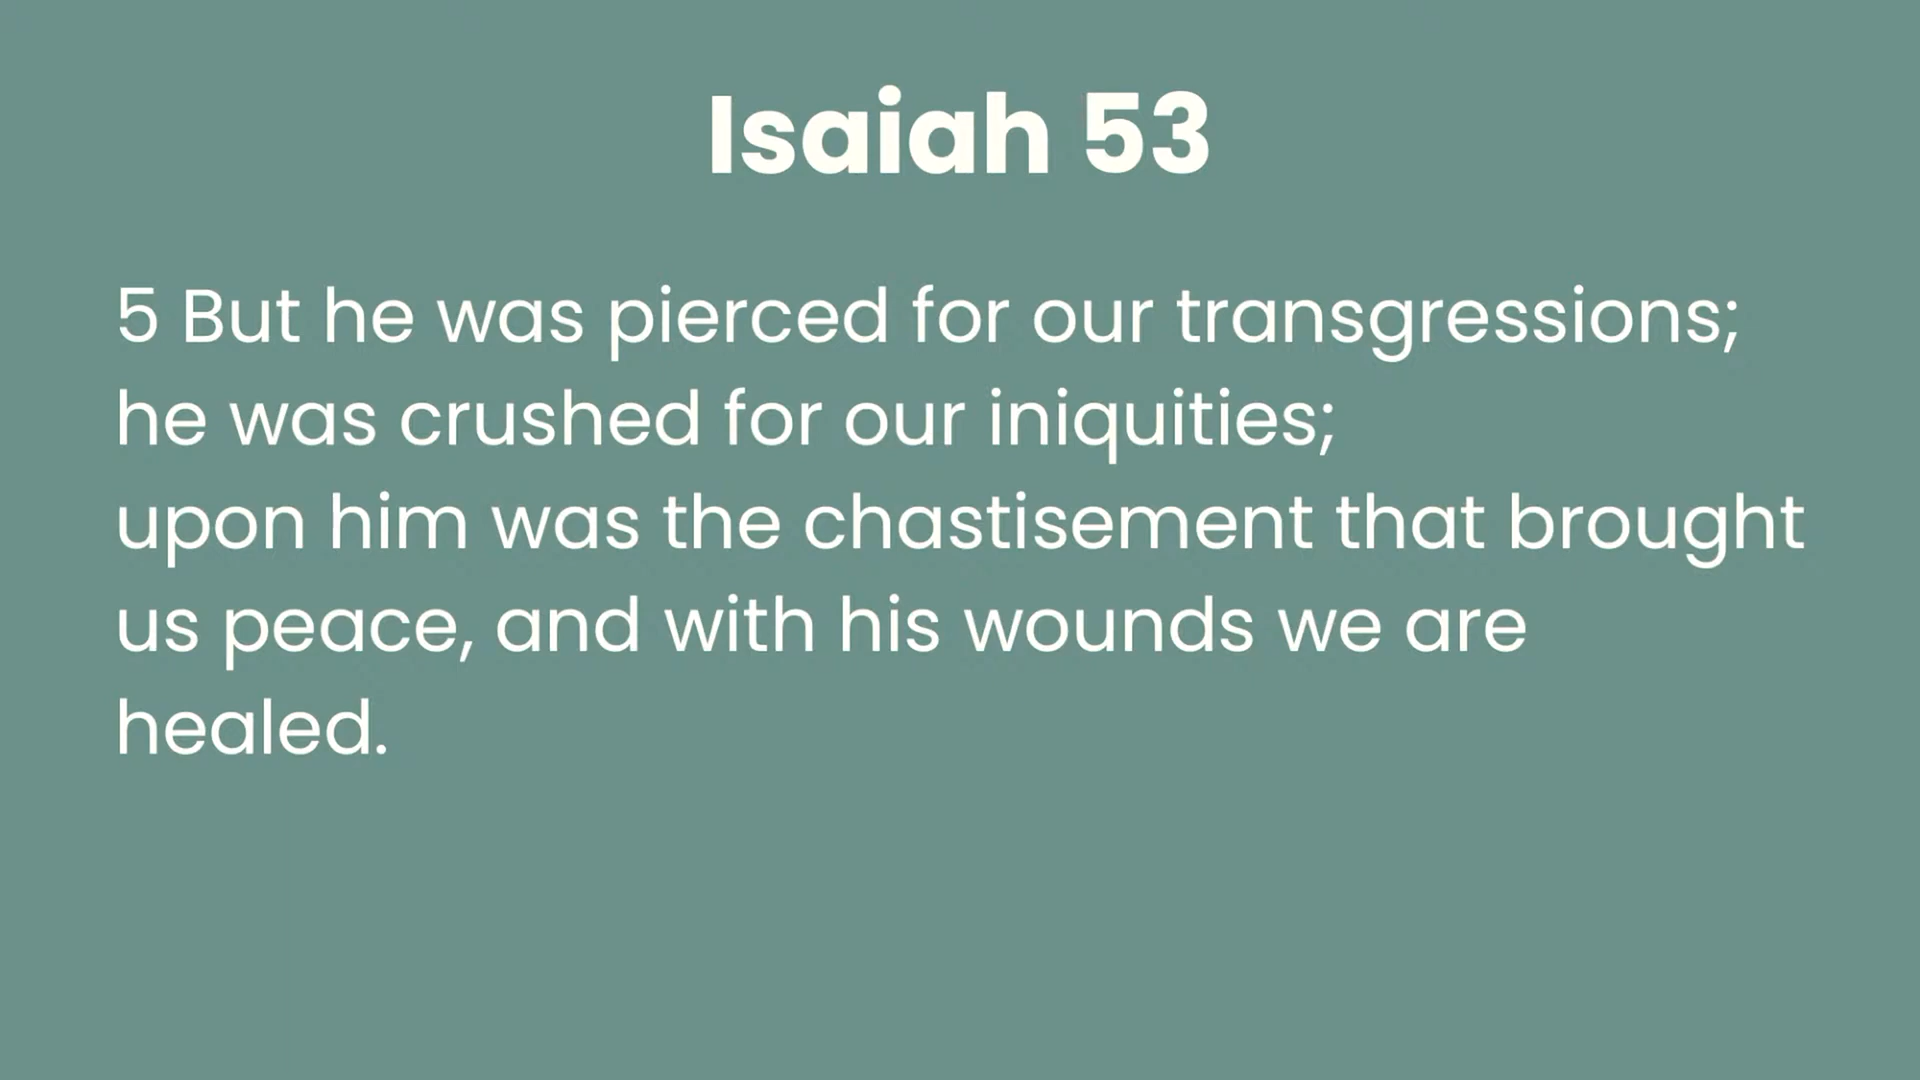 Isaiah 53
5 But he was pierced for our transgressions;
he was crushed for our iniquities;
upon him was the chastisement that brought
us peace, and with his wounds we are
healed.